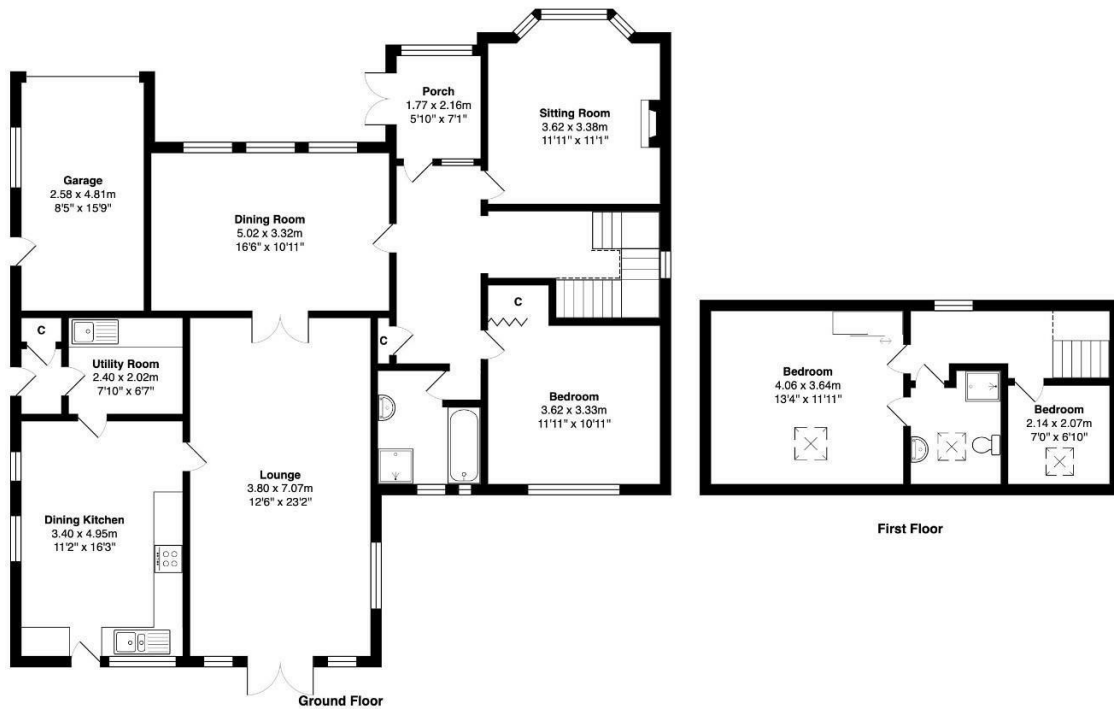 Porch
1.77 x 2.16m
5'10" x 7'1"
Sitting Room
3.62 x 3.38m
11'11" x 11'1"
Garage
2.58 x 4.81m
8'5" x 15'9"
Dining Room
5.02 x 3.32m
16'6" x 10'11"
C
C
C
Utility Room
2.40 x 2.02m
7'10" x 6'7"
Bedroom
3.62 x 3.33m
11'11" x 10'11"
Lounge
3.80 x 7.07m
12'6" x 23'2"
Dining Kitchen
3.40 x 4.95m
11'2" x 16'3"
Ground Floor
Bedroom
4.06 x 3.64m
13'4" x 11'11"
Bedroom
2.14 x 2.07m
7'0" x 6'10"
First Floor